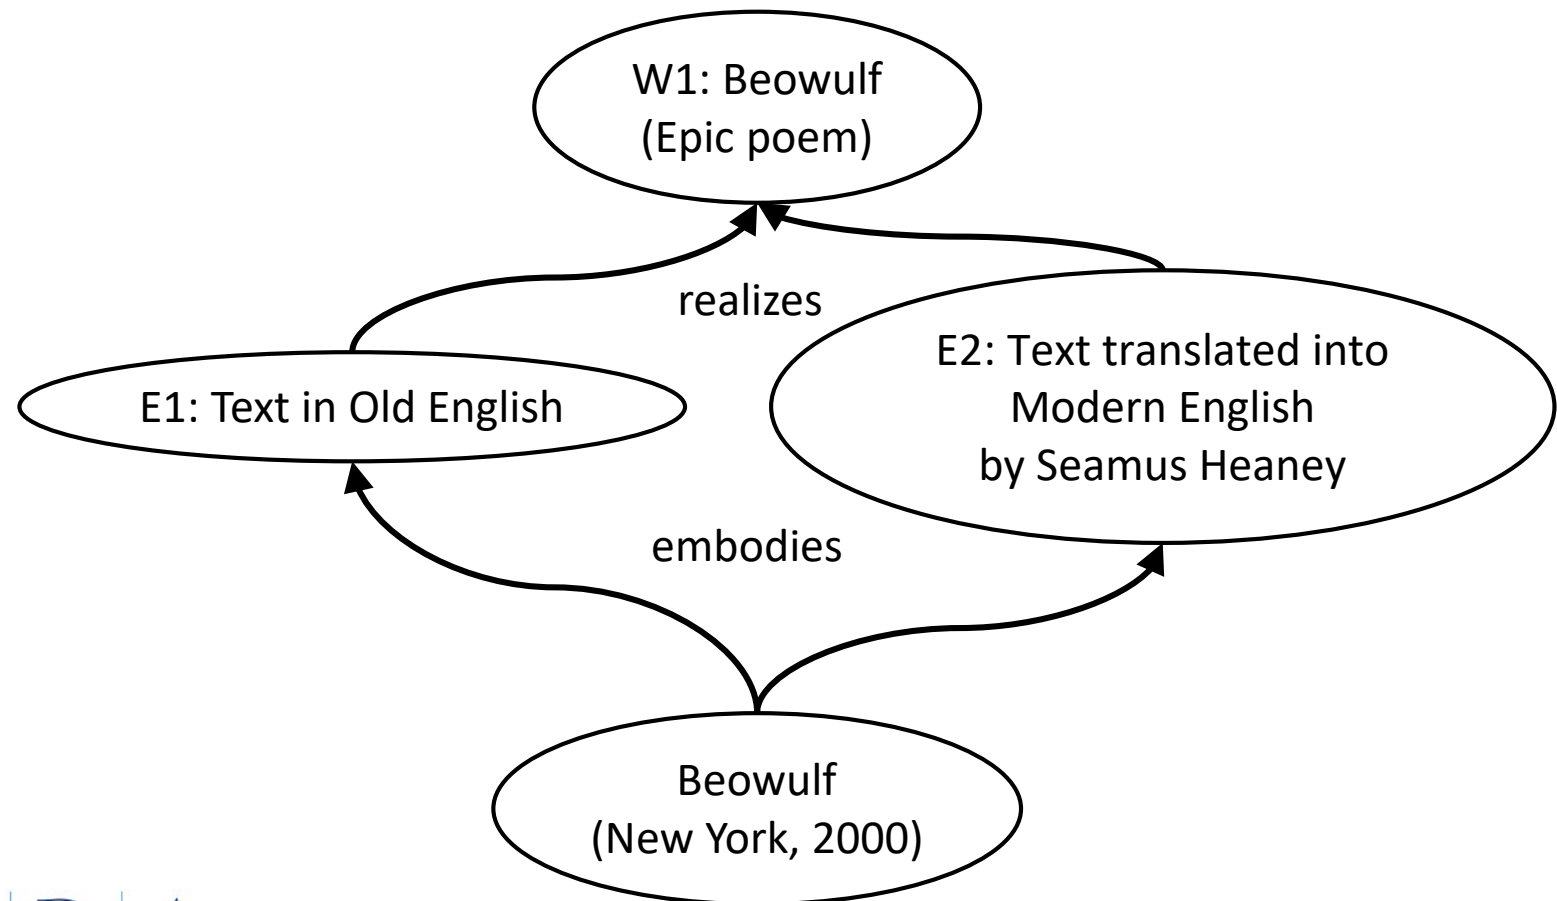 W1: Beowulf
(Epic poem)
realizes
E1: Text in Old English
E2: Text translated into
Modern English
by Seamus Heaney
embodies
Beowulf
(New York, 2000)